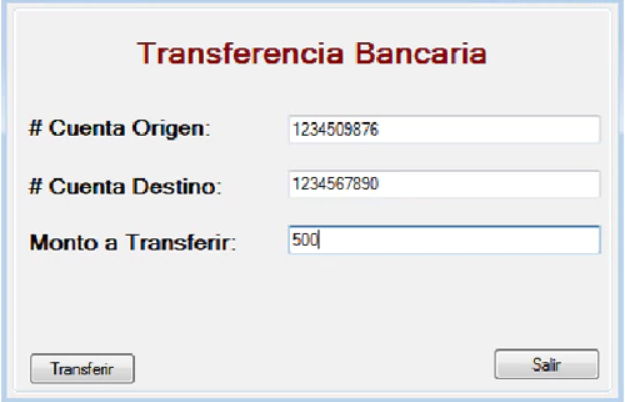 Transferencia Bancaria
# Cuenta Origen: 1234509876
# Cuenta Destino: 1234567890
Monto a Transferir: 500
Transferir Salir